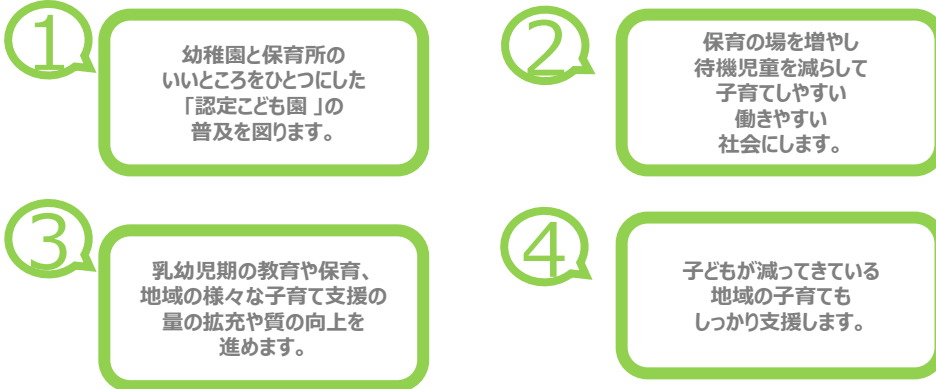 1
幼稚園と保育所の
いいところをひとつにした
「認定こども園 」の
普及を図ります。
2
保育の場を増やし
待機児童を減らして
子育てしやすい
働きやすい
社会にします。
3
乳幼児期の教育や保育、
地域の様々な子育て支援の
量の拡充や質の向上を
進めます。
4
子どもが減ってきている
地域の子育ても
しっかり支援します。